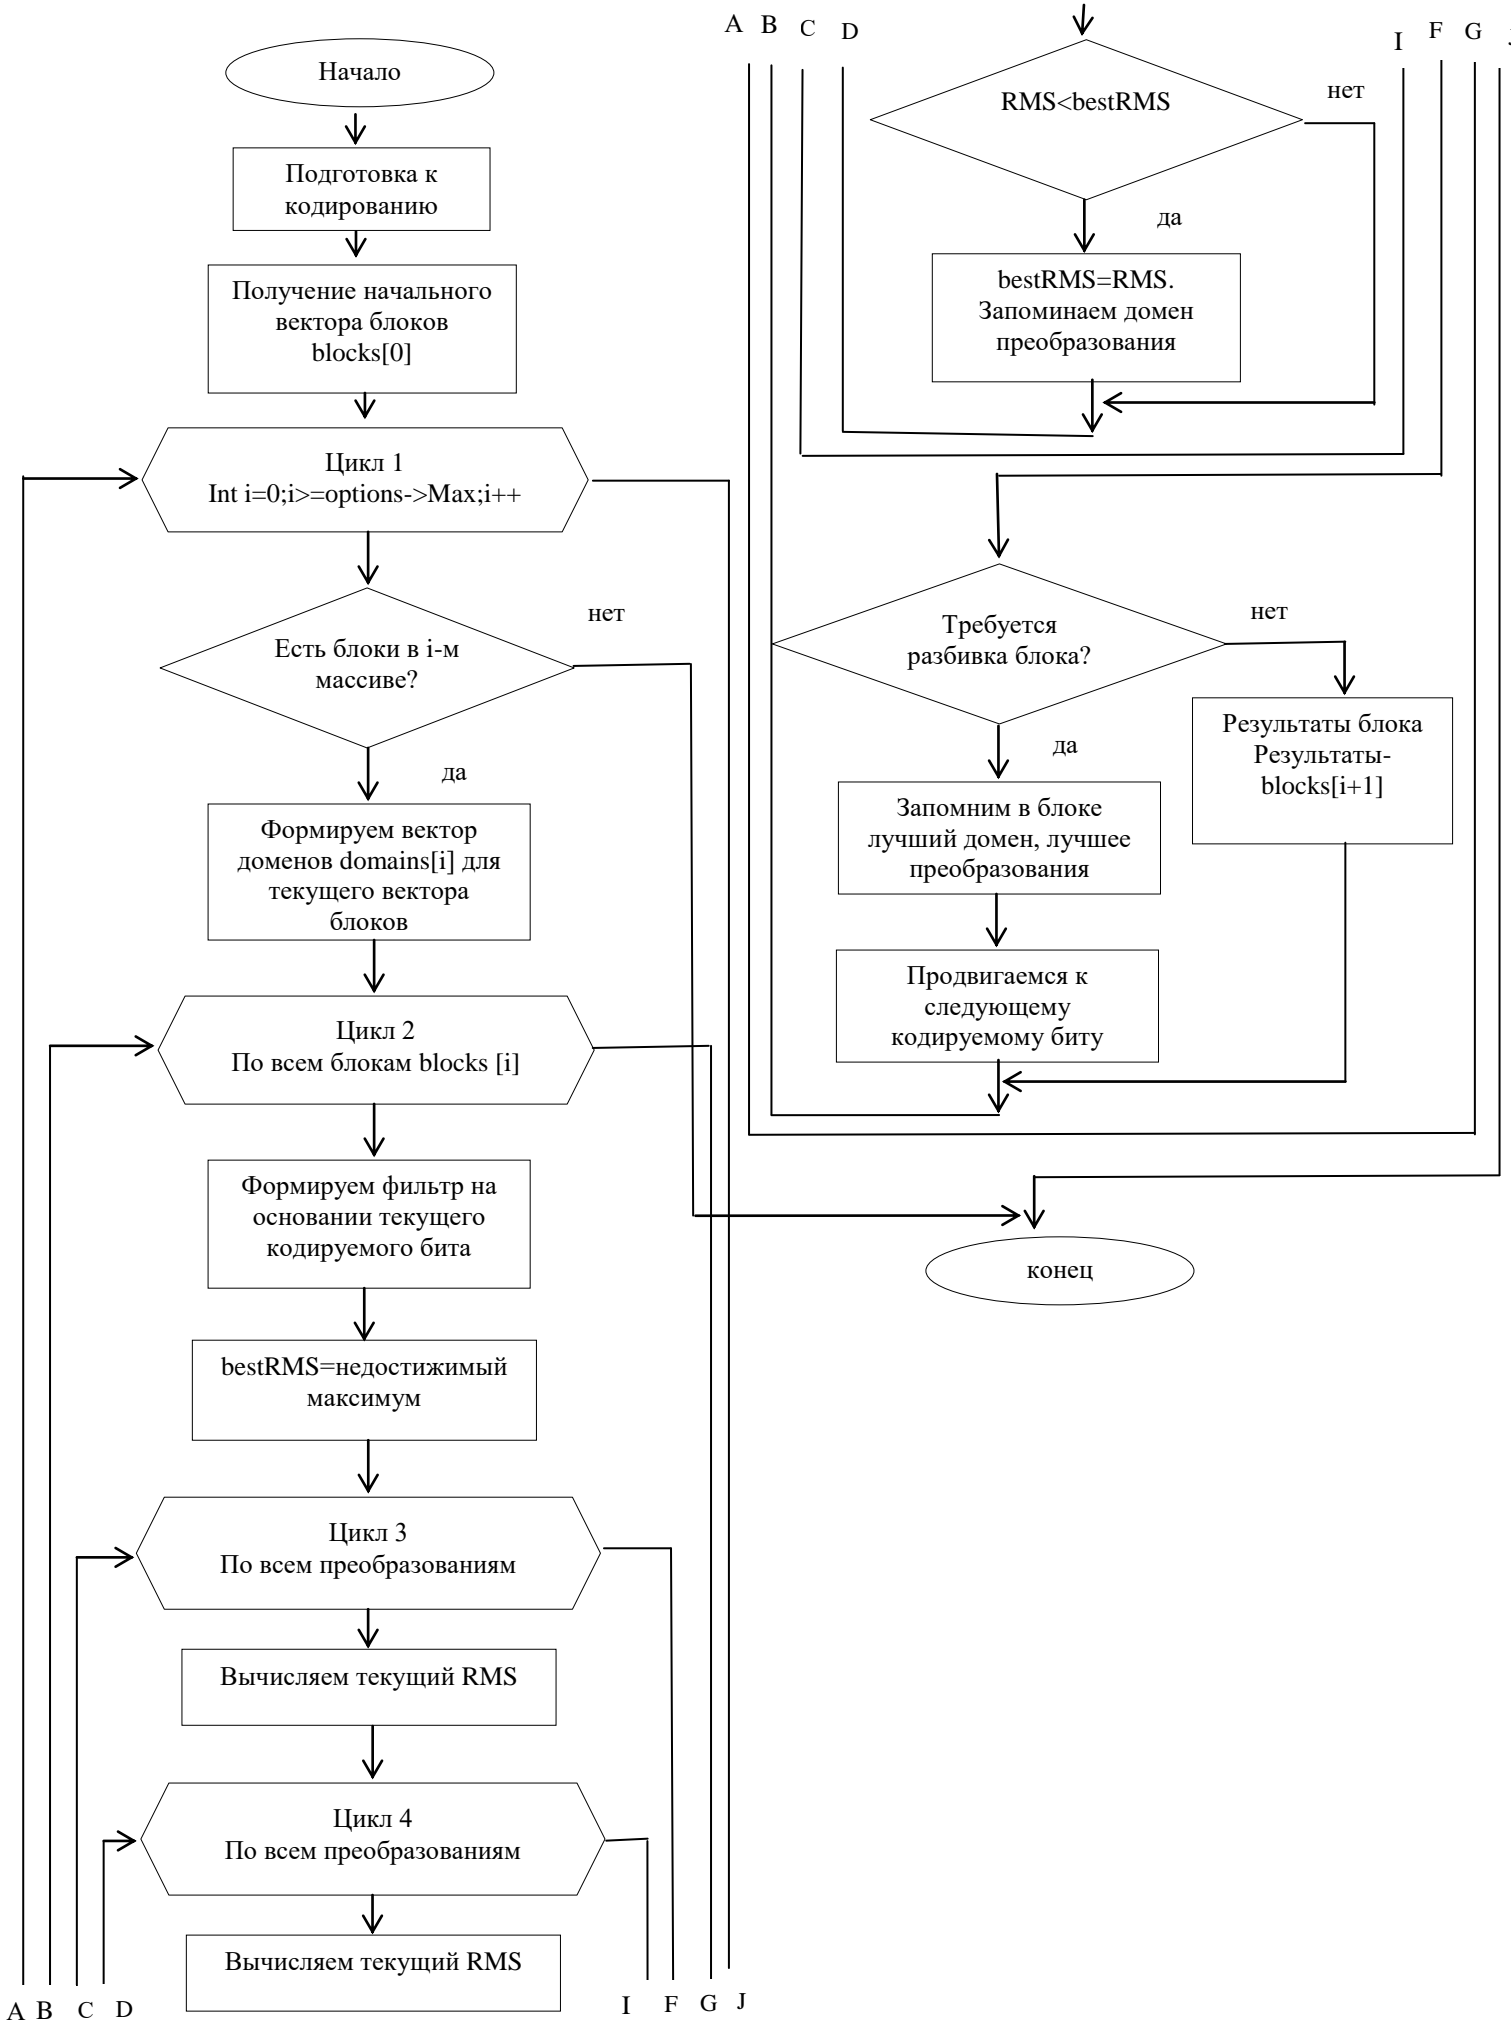 Начало
Подготовка к
кодированию
Получение начального
вектора блоков
blocks[0]
Цикл 1
Int i=0;i>=options->Max;i++
Есть блоки в i-м
массиве?
нет
да
Формируем вектор
доменов domains[i] для
текущего вектора
блоков
Цикл 2
По всем блокам blocks [i]
Формируем фильтр на
основании текущего
кодируемого бита
bestRMS=недостижимый
максимум
Цикл 3
По всем преобразованиям
Вычисляем текущий RMS
Цикл 4
По всем преобразованиям
Вычисляем текущий RMS
A B C D I F G J
A B C D I F G J
RMS<bestRMS
нет
да
bestRMS=RMS.
Запоминаем домен
преобразования
Требуется
разбивка блока?
нет
да
Результаты блока
Результаты-
blocks[i+1]
Запомним в блоке
лучший домен, лучшее
преобразования
Продвигаемся к
следующему
кодируемому биту
конец